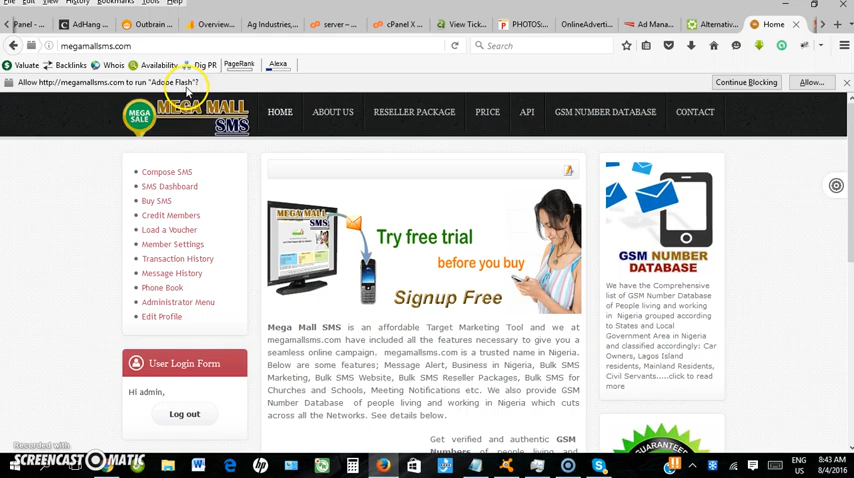 File Edit View History Bookmarks Tools Help
Panel - ...
AdHang ...
Outbrain ...
Overview...
Ag Industries,...
server – ...
cPanel X ...
View Tick...
PHOTOS:...
OnlineAdverti...
Ad Mana...
Alternativ...
Home
megamallsms.com
Search
Valuate
Backlinks
Whois
Availability
Dig PR
PageRank
Alexa
Allow http://megamallsms.com to run "Adobe Flash"?
Continue Blocking
Allow...
MEGA SALE
MEGA MALL
SMS
HOME
ABOUT US
RESELLER PACKAGE
PRICE
API
GSM NUMBER DATABASE
CONTACT
Compose SMS
SMS Dashboard
Buy SMS
Credit Members
Load a Voucher
Member Settings
Transaction History
Message History
Phone Book
Administrator Menu
Edit Profile
User Login Form
Hi admin,
Log out
MEGA MALL
SMS
Try free trial
before you buy
Signup Free
Mega Mall SMS is an affordable Target Marketing Tool and we at
megamallsms.com have included all the features necessary to give you a
seamless online campaign. megamallsms.com is a trusted name in Nigeria.
Below are some features; Message Alert, Business in Nigeria, Bulk SMS
Marketing, Bulk SMS Website, Bulk SMS Reseller Packages, Bulk SMS for
Churches and Schools, Meeting Notifications etc. We also provide GSM
Number Database of people living and working in Nigeria which cuts
across all the Networks. See details below.
Get verified and authentic GSM
Numbers of people living and
GSM NUMBER
DATABASE
We have the Comprehensive
list of GSM Number Database
of People living and working
in Nigeria grouped according
to States and Local
Government Area in Nigeria
and classified accordingly: Car
Owners, Lagos Island
residents, Mainland Residents,
Civil Servants.....click to read
more
GUARANTEE
Recorded with
SCREENCAST MATIC
ENG
US
8:43 AM
8/4/2016